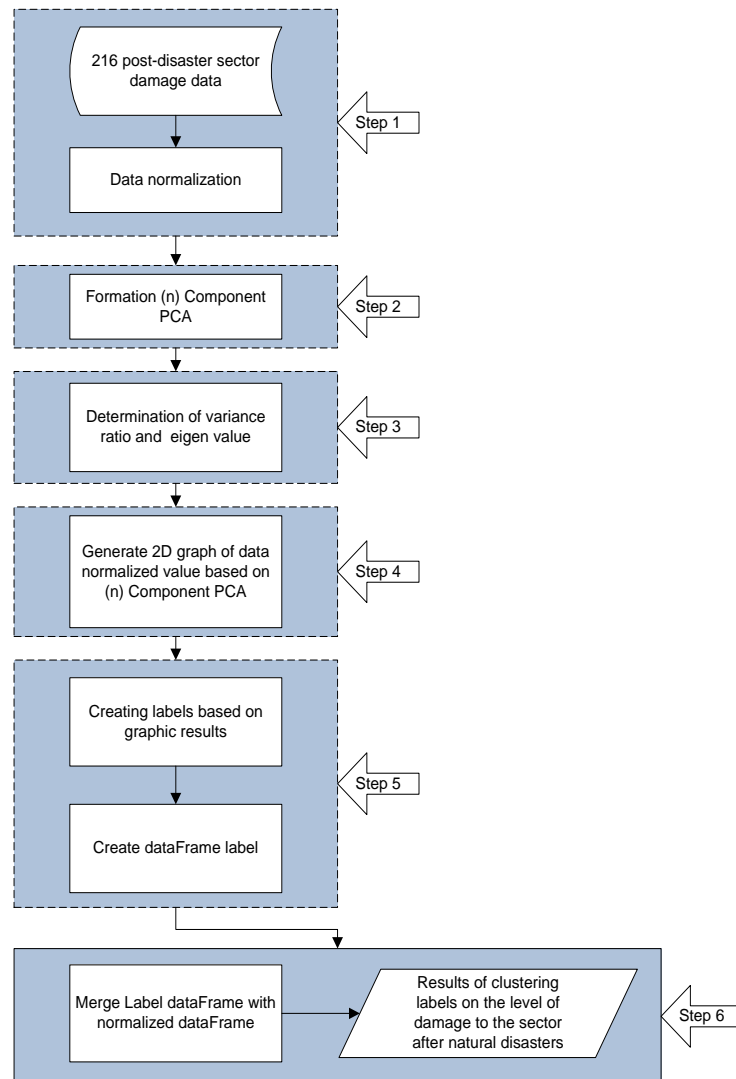 216 post-disaster sector
damage data
Step 1
Data normalization
Formation (n) Component
PCA
Step 2
Determination of variance
ratio and  eigen value
Step 3
Generate 2D graph of data
normalized value based on
(n) Component PCA
Step 4
Creating labels based on
graphic results
Step 5
Create dataFrame label
Merge Label dataFrame with
normalized dataFrame
Results of clustering
labels on the level of
damage to the sector
after natural disasters
Step 6